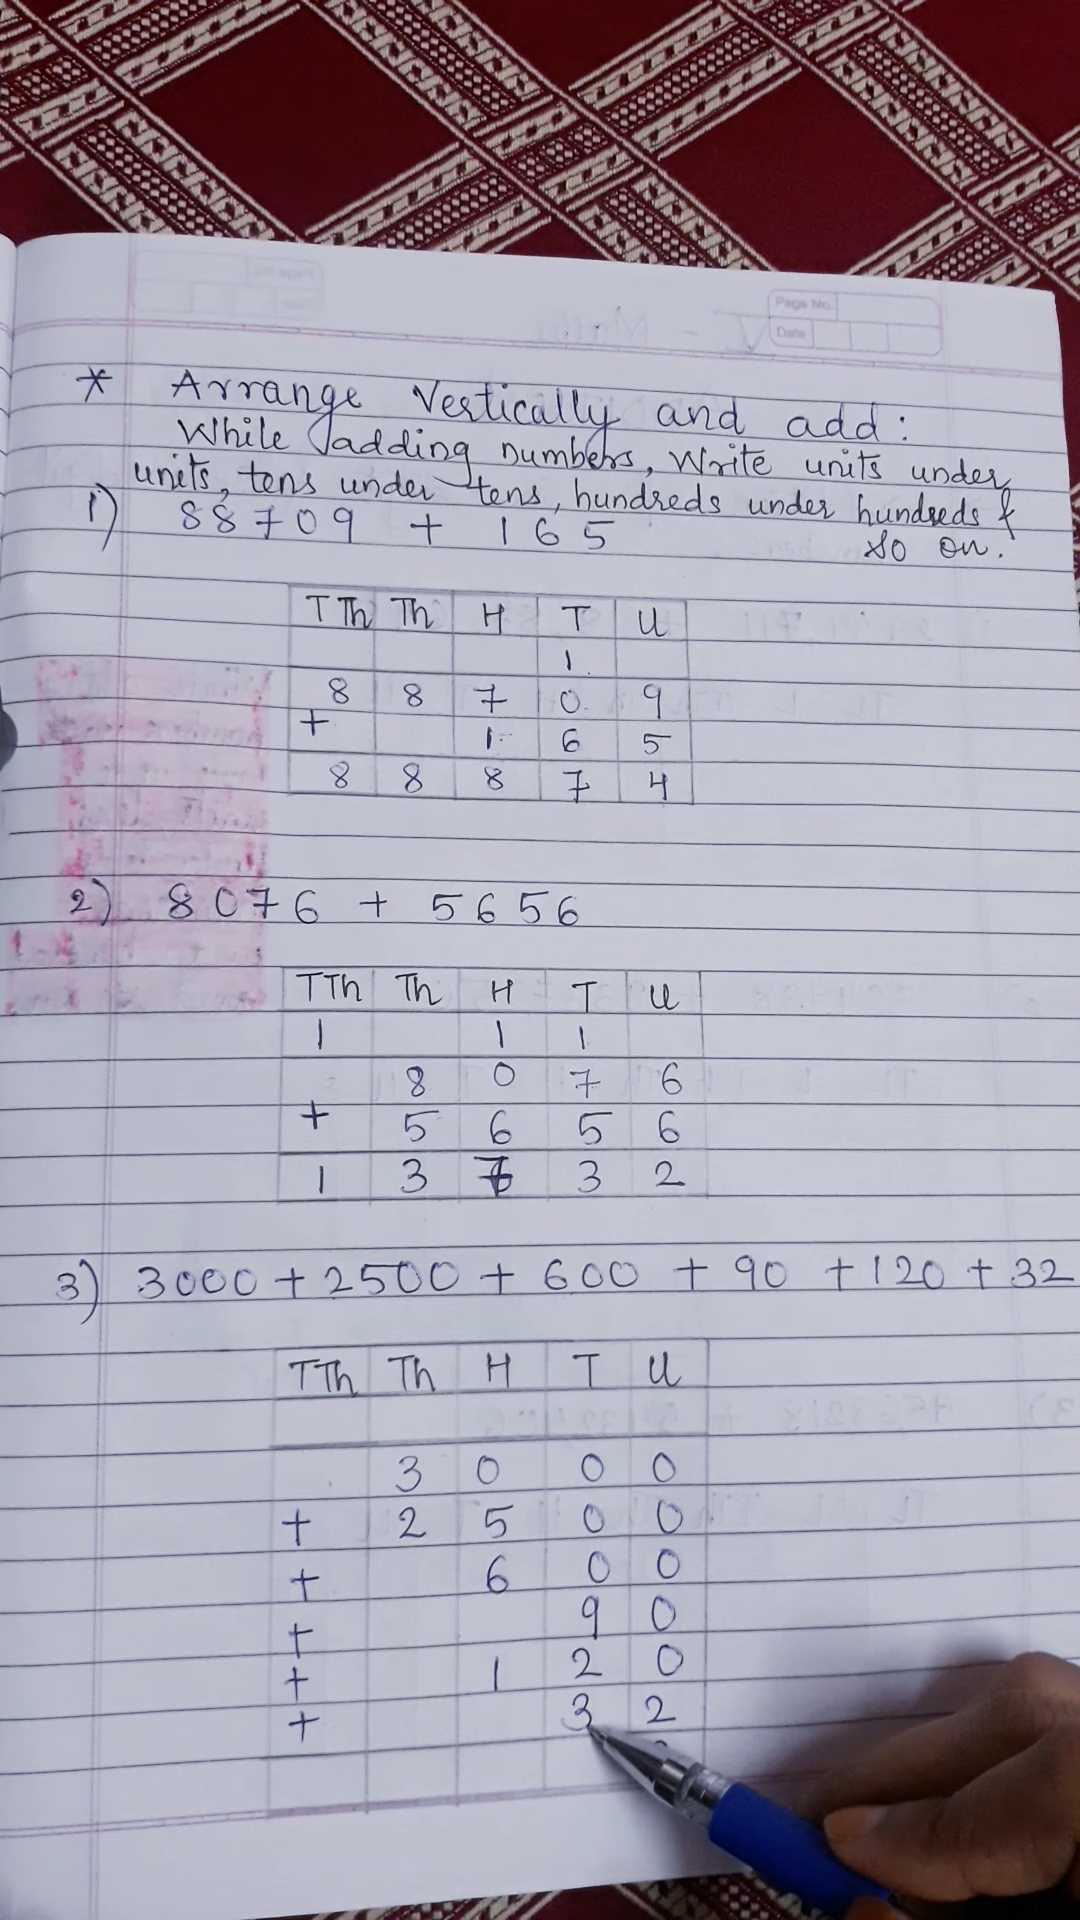 Page No.
Date
* Arrange Vertically and add:
While adding numbers, Write units under
units, tens under tens, hundreds under hundreds &
so on.
1) 88709 + 165
T Th Th H T U
1
8 8 7 0 9
+ 1 6 5
8 8 8 7 4
2) 8076 + 5656
TTh Th H T U
1 1 1
8 0 7 6
+ 5 6 5 6
1 3 7 3 2
3) 3000 + 2500 + 600 + 90 + 120 + 32
TTh Th H T U
3 0 0 0
+ 2 5 0 0
+ 6 0 0
+ 9 0
+ 1 2 0
+ 3 2